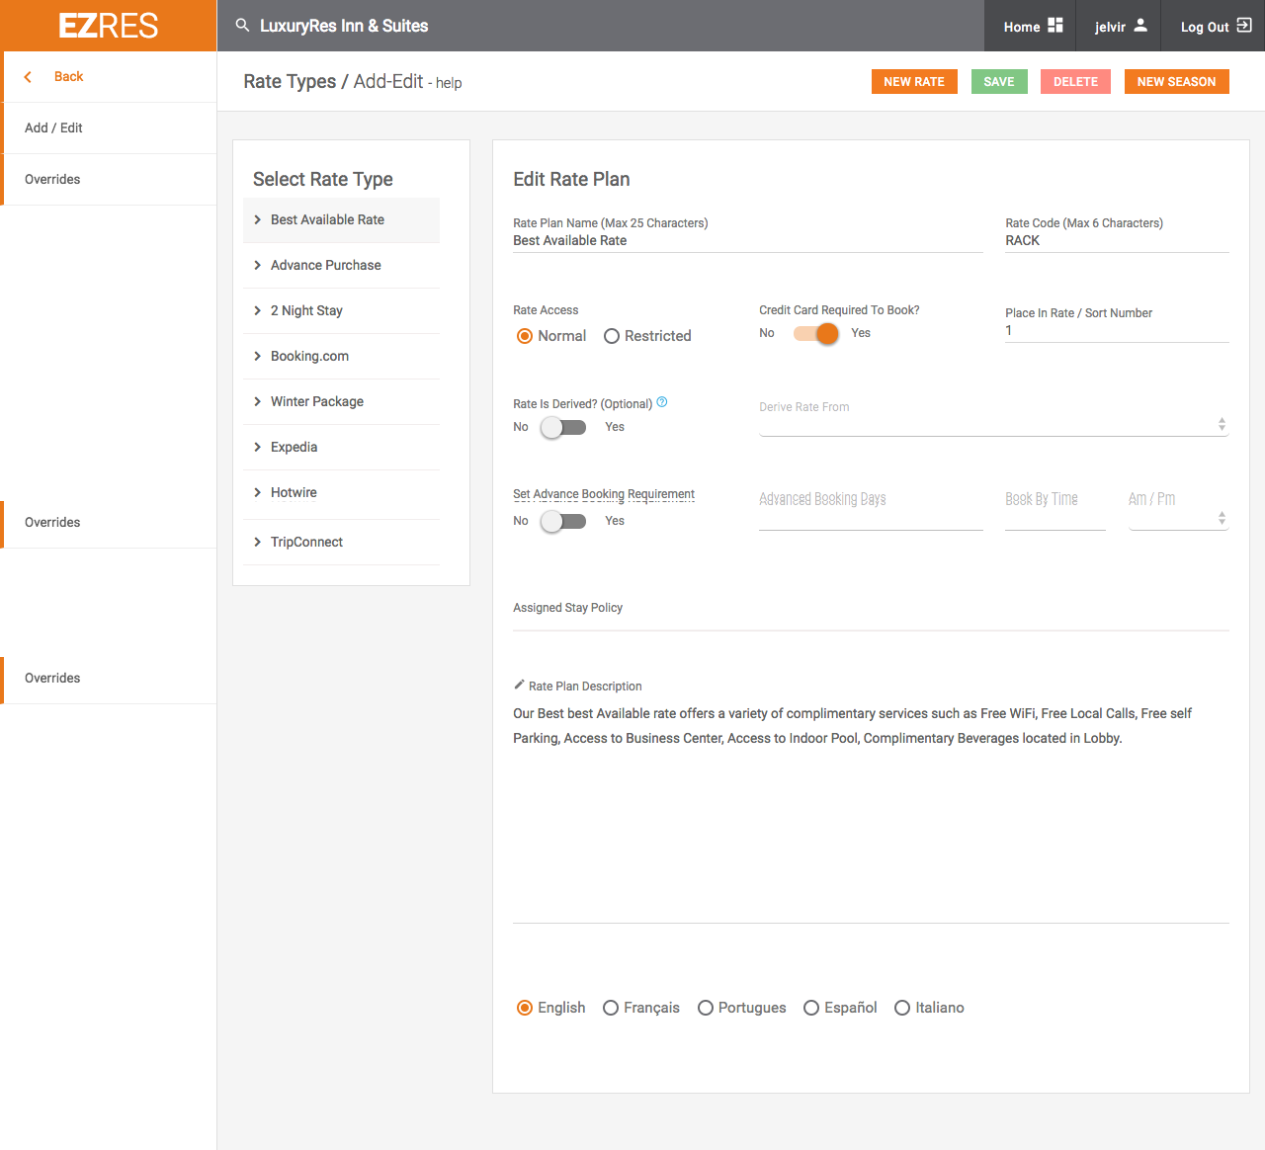 EZRES
LuxuryRes Inn & Suites
Home
jelvir
Log Out
Back
Rate Types / Add-Edit - help
NEW RATE
SAVE
DELETE
NEW SEASON
Add / Edit
Overrides
Overrides
Overrides
Select Rate Type
Best Available Rate
Advance Purchase
2 Night Stay
Booking.com
Winter Package
Expedia
Hotwire
TripConnect
Edit Rate Plan
Rate Plan Name (Max 25 Characters)
Best Available Rate
Rate Code (Max 6 Characters)
RACK
Rate Access
Normal
Restricted
Credit Card Required To Book?
No
Yes
Place In Rate / Sort Number
1
Rate Is Derived? (Optional) ?
No
Yes
Derive Rate From
Set Advance Booking Requirement
No
Yes
Advanced Booking Days
Book By Time
Am / Pm
Assigned Stay Policy
Rate Plan Description
Our Best best Available rate offers a variety of complimentary services such as Free WiFi, Free Local Calls, Free self
Parking, Access to Business Center, Access to Indoor Pool, Complimentary Beverages located in Lobby.
English
Français
Portugues
Español
Italiano